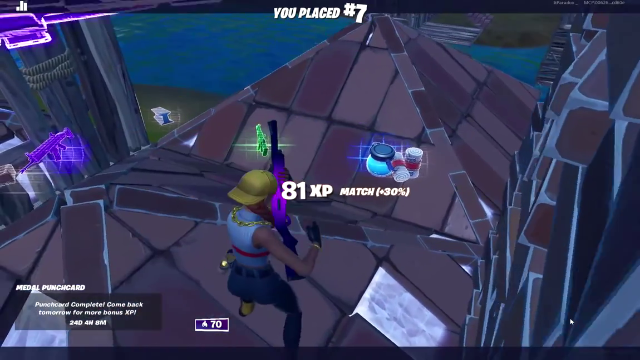 YOU PLACED #7
81 XP MATCH (+30%)
MEDAL PUNCHCARD
Punchcard Complete! Come back
tomorrow for more bonus XP!
24D 4H 8M
70